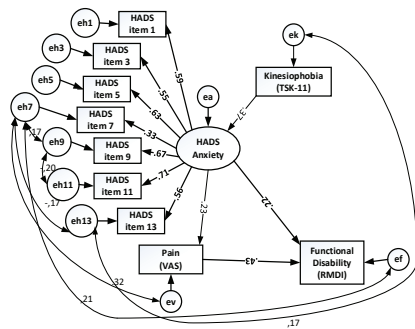 eh1
HADS
item 1
ek
eh3
HADS
item 3
.59
Kinesiophobia
(TSK-11)
eh5
HADS
item 5
.55
ea
eh7
HADS
item 7
.63
.37
,17
.33
eh9
HADS
item 9
.67
HADS
Anxiety
-,20
.71
eh11
HADS
item 11
-,17
.56
.22
eh13
HADS
item 13
.23
Pain
(VAS)
.43
Functional
Disability
(RMDI)
ef
,32
ev
,21
,17